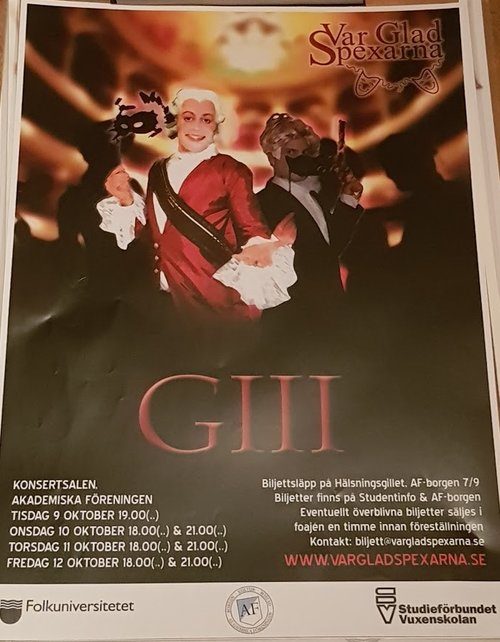 Var Glad
Spexarna
GIII
KONSERTSALEN,
AKADEMISKA FÖRENINGEN
TISDAG 9 OKTOBER 19.00(..)
ONSDAG 10 OKTOBER 18.00(..) & 21.00(..)
TORSDAG 11 OKTOBER 18.00(..) & 21.00(..)
FREDAG 12 OKTOBER 18.00(..) & 21.00(..)
Biljettsläpp på Hälsningsgillet, AF-borgen 7/9
Biljetter finns på Studentinfo & AF-borgen
Eventuellt överblivna biljetter säljes i
foajén en timme innan föreställningen
Kontakt: biljett@vargladspexarna.se
WWW.VARGLADSPEXARNA.SE
Folkuniversitetet
AF
SV
Studieförbundet
Vuxenskolan